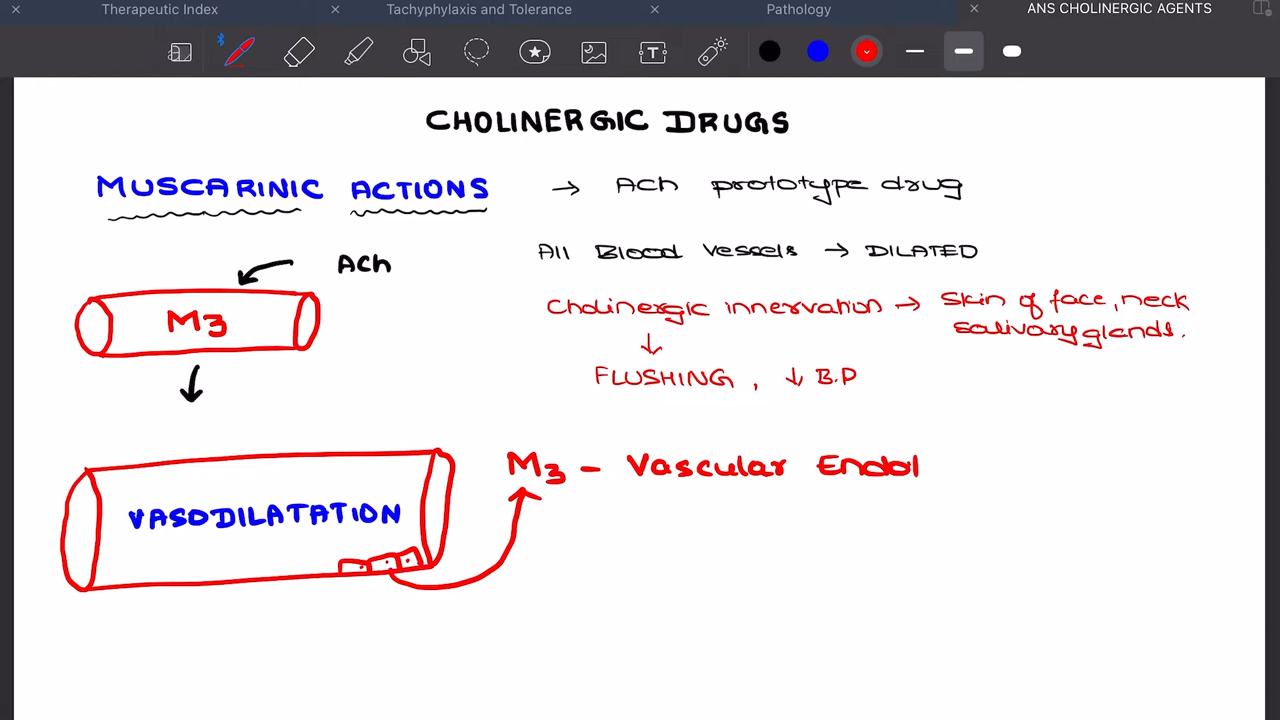 Therapeutic Index
Tachyphylaxis and Tolerance
Pathology
ANS CHOLINERGIC AGENTS
CHOLINERGIC DRUGS
MUSCARINIC ACTIONS → Ach prototype drug
Ach
All Blood vessels → DILATED
M3
Cholinergic innervation → Skin of face, neck
salivary glands.
↓
FLUSHING, ↓ B.P
M3 - Vascular Endol
VASODILATATION